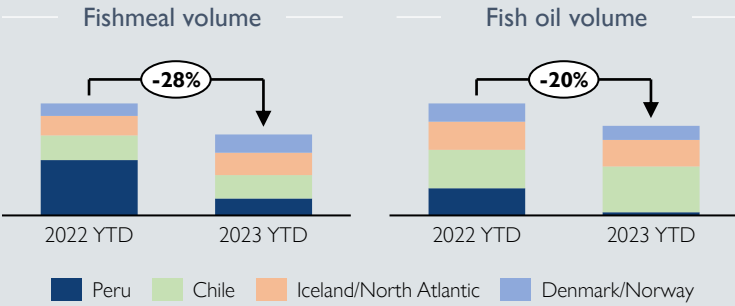 Fishmeal volume
Fish oil volume
-28%
-20%
2022 YTD
2023 YTD
2022 YTD
2023 YTD
Peru
Chile
Iceland/North Atlantic
Denmark/Norway